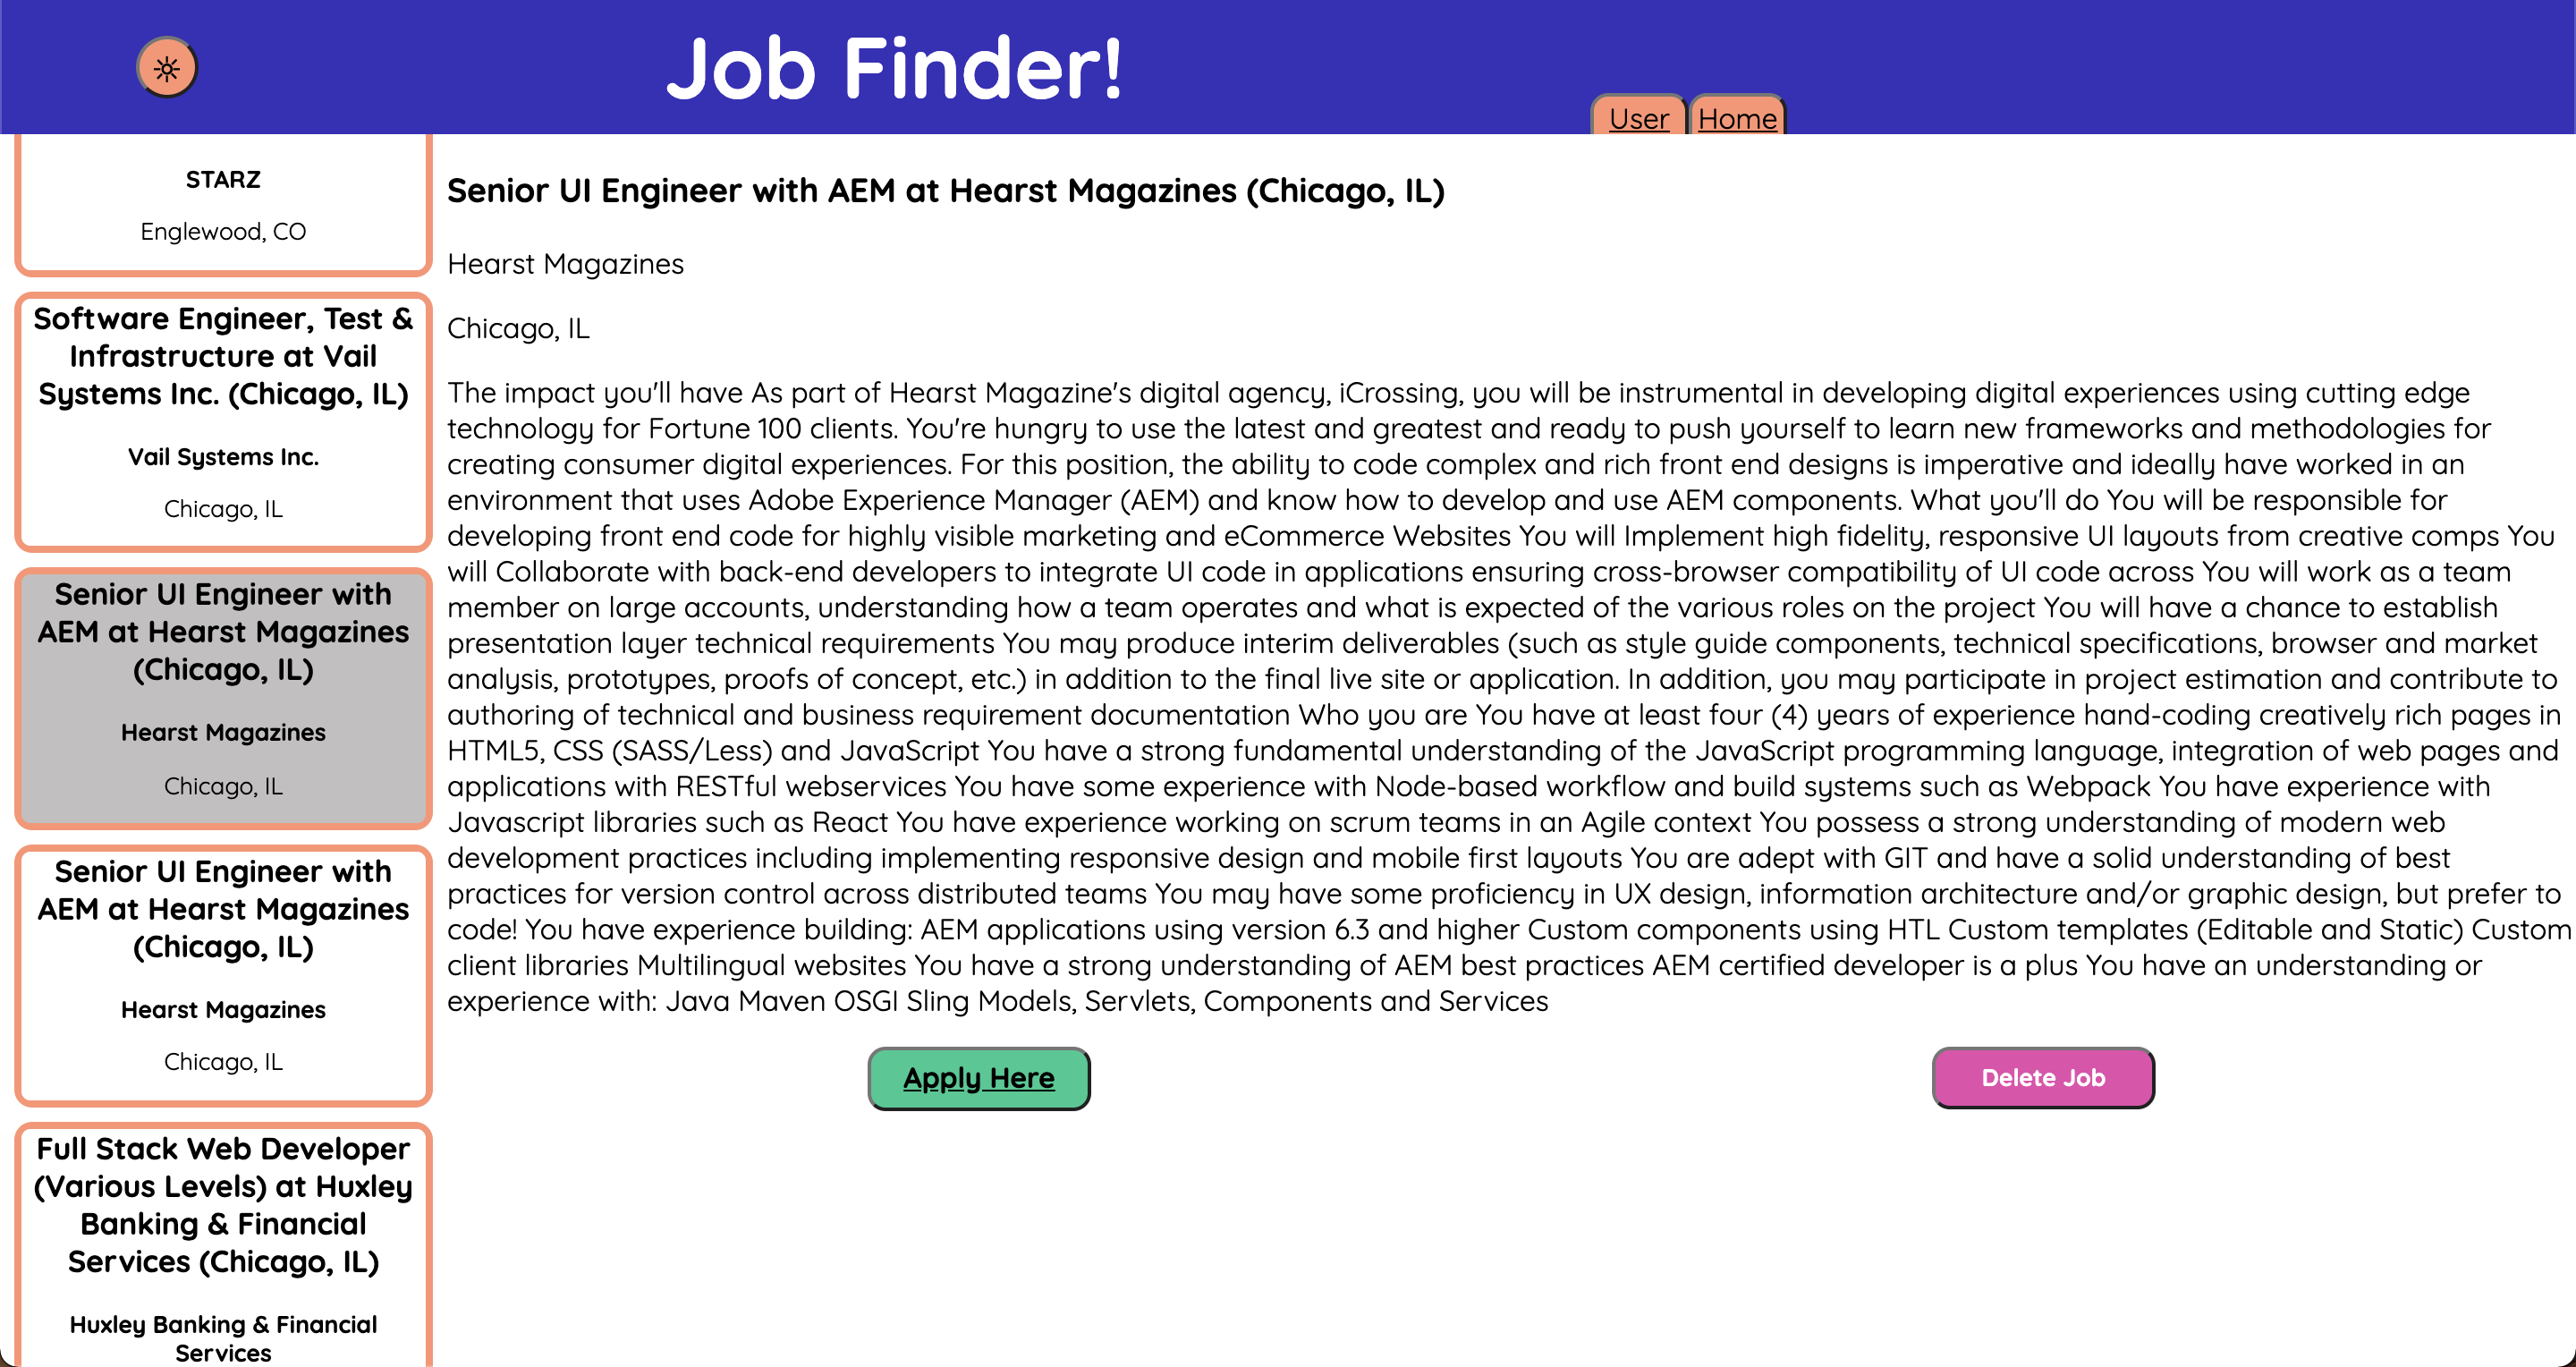 Job Finder!
User
Home
STARZ
Englewood, CO
Software Engineer, Test &
Infrastructure at Vail
Systems Inc. (Chicago, IL)
Vail Systems Inc.
Chicago, IL
Senior UI Engineer with
AEM at Hearst Magazines
(Chicago, IL)
Hearst Magazines
Chicago, IL
Senior UI Engineer with
AEM at Hearst Magazines
(Chicago, IL)
Hearst Magazines
Chicago, IL
Full Stack Web Developer
(Various Levels) at Huxley
Banking & Financial
Services (Chicago, IL)
Huxley Banking & Financial
Services
Senior UI Engineer with AEM at Hearst Magazines (Chicago, IL)
Hearst Magazines
Chicago, IL
The impact you'll have As part of Hearst Magazine's digital agency, iCrossing, you will be instrumental in developing digital experiences using cutting edge
technology for Fortune 100 clients. You're hungry to use the latest and greatest and ready to push yourself to learn new frameworks and methodologies for
creating consumer digital experiences. For this position, the ability to code complex and rich front end designs is imperative and ideally have worked in an
environment that uses Adobe Experience Manager (AEM) and know how to develop and use AEM components. What you'll do You will be responsible for
developing front end code for highly visible marketing and eCommerce Websites You will Implement high fidelity, responsive UI layouts from creative comps You
will Collaborate with back-end developers to integrate UI code in applications ensuring cross-browser compatibility of UI code across You will work as a team
member on large accounts, understanding how a team operates and what is expected of the various roles on the project You will have a chance to establish
presentation layer technical requirements You may produce interim deliverables (such as style guide components, technical specifications, browser and market
analysis, prototypes, proofs of concept, etc.) in addition to the final live site or application. In addition, you may participate in project estimation and contribute to
authoring of technical and business requirement documentation Who you are You have at least four (4) years of experience hand-coding creatively rich pages in
HTML5, CSS (SASS/Less) and JavaScript You have a strong fundamental understanding of the JavaScript programming language, integration of web pages and
applications with RESTful webservices You have some experience with Node-based workflow and build systems such as Webpack You have experience with
Javascript libraries such as React You have experience working on scrum teams in an Agile context You possess a strong understanding of modern web
development practices including implementing responsive design and mobile first layouts You are adept with GIT and have a solid understanding of best
practices for version control across distributed teams You may have some proficiency in UX design, information architecture and/or graphic design, but prefer to
code! You have experience building: AEM applications using version 6.3 and higher Custom components using HTL Custom templates (Editable and Static) Custom
client libraries Multilingual websites You have a strong understanding of AEM best practices AEM certified developer is a plus You have an understanding or
experience with: Java Maven OSGI Sling Models, Servlets, Components and Services
Apply Here
Delete Job